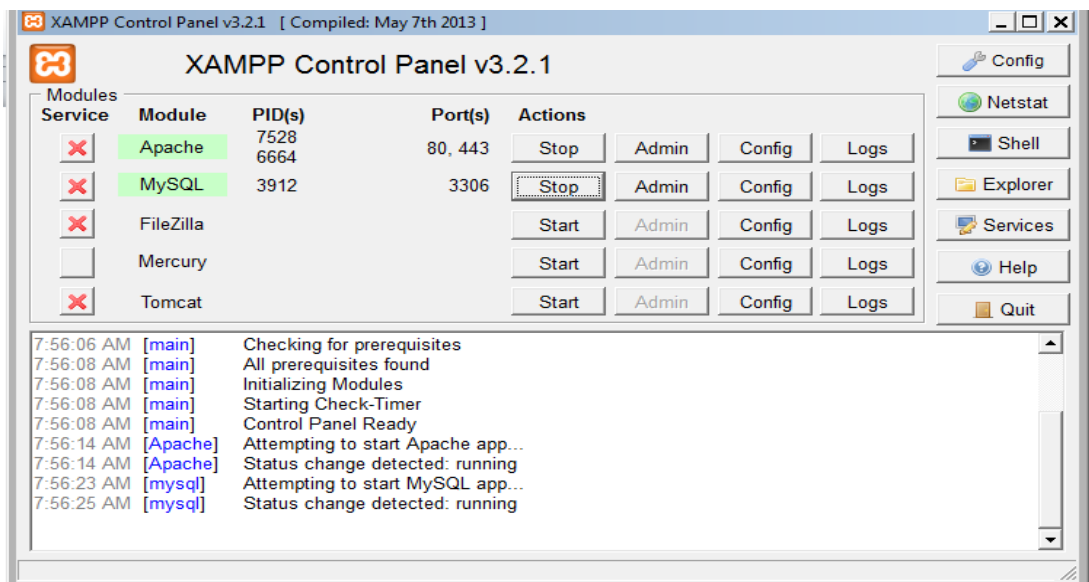 XAMPP Control Panel v3.2.1 [ Compiled: May 7th 2013 ]
XAMPP Control Panel v3.2.1
Config
Modules
Service Module PID(s) Port(s) Actions
Netstat
Apache 7528 6664 80, 443 Stop Admin Config Logs
Shell
MySQL 3912 3306 Stop Admin Config Logs
Explorer
FileZilla Start Admin Config Logs
Services
Mercury Start Admin Config Logs
Help
Tomcat Start Admin Config Logs
Quit
7:56:06 AM [main] Checking for prerequisites
7:56:08 AM [main] All prerequisites found
7:56:08 AM [main] Initializing Modules
7:56:08 AM [main] Starting Check-Timer
7:56:08 AM [main] Control Panel Ready
7:56:14 AM [Apache] Attempting to start Apache app...
7:56:14 AM [Apache] Status change detected: running
7:56:23 AM [mysql] Attempting to start MySQL app...
7:56:25 AM [mysql] Status change detected: running